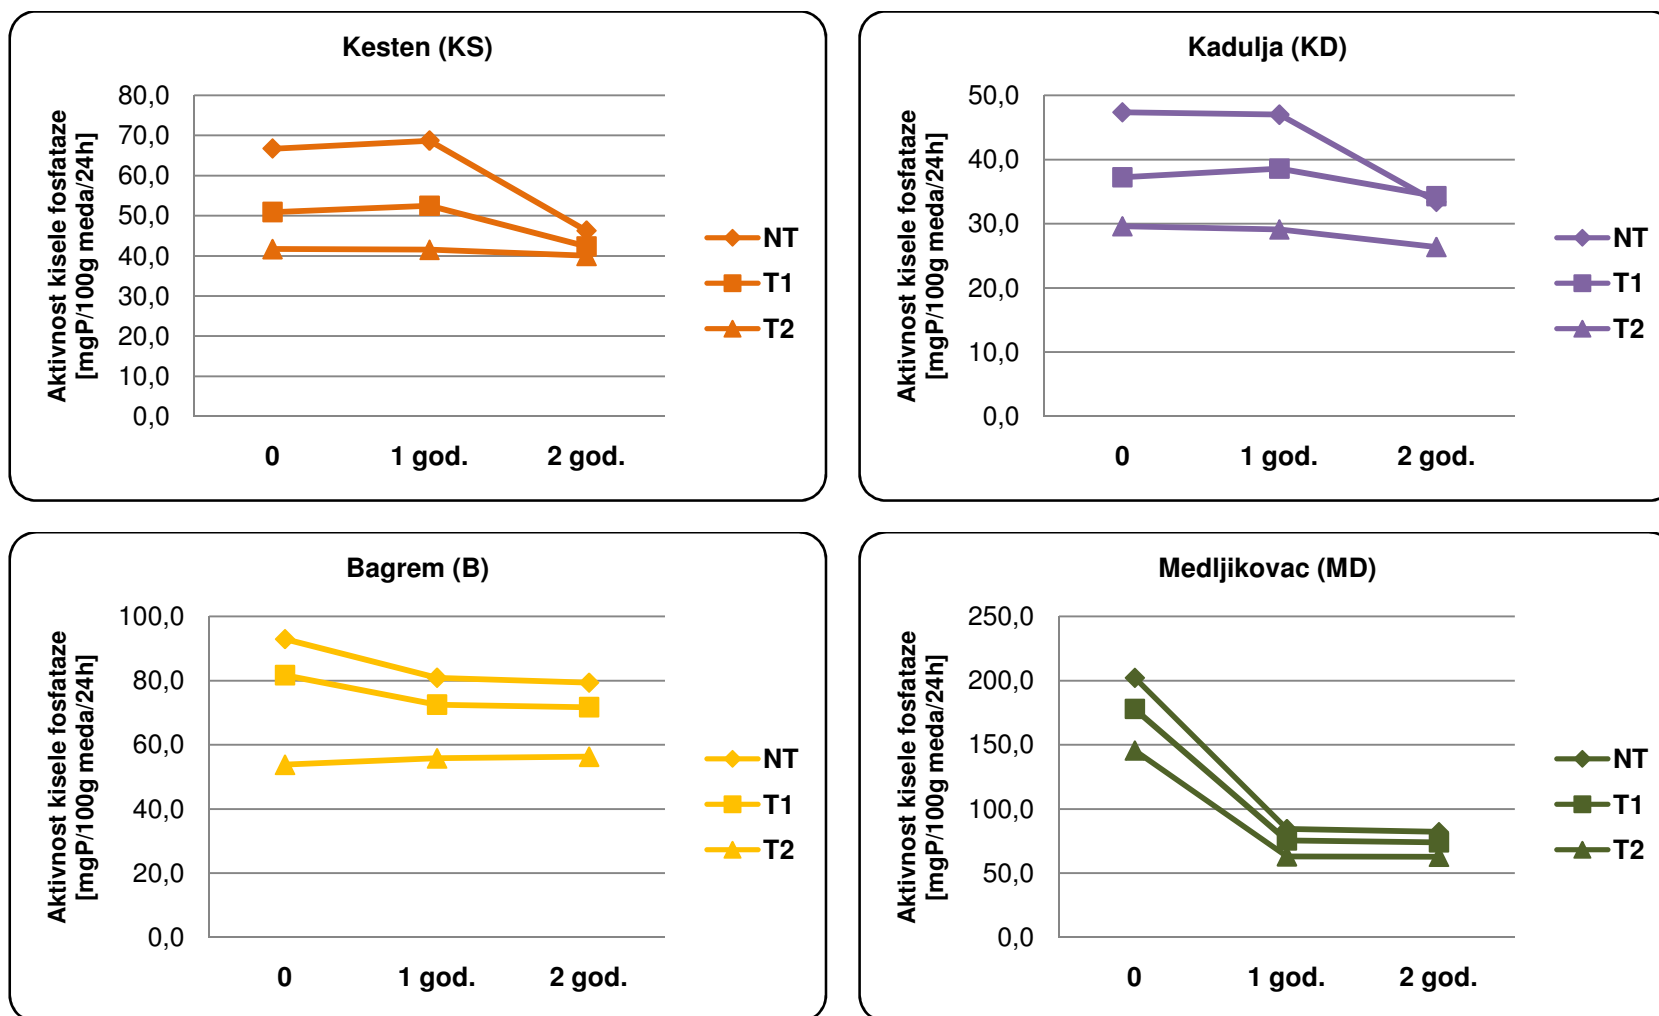 Kesten (KS)
Aktivnost kisele fosfataze
[mgP/100g meda/24h]
80,0
70,0
60,0
50,0
40,0
30,0
20,0
10,0
0,0
0 1 god. 2 god.
NT
T1
T2
Kadulja (KD)
Aktivnost kisele fosfataze
[mgP/100g meda/24h]
50,0
40,0
30,0
20,0
10,0
0,0
0 1 god. 2 god.
NT
T1
T2
Bagrem (B)
Aktivnost kisele fosfataze
[mgP/100g meda/24h]
100,0
80,0
60,0
40,0
20,0
0,0
0 1 god. 2 god.
NT
T1
T2
Medljikovac (MD)
Aktivnost kisele fosfataze
[mgP/100g meda/24h]
250,0
200,0
150,0
100,0
50,0
0,0
0 1 god. 2 god.
NT
T1
T2